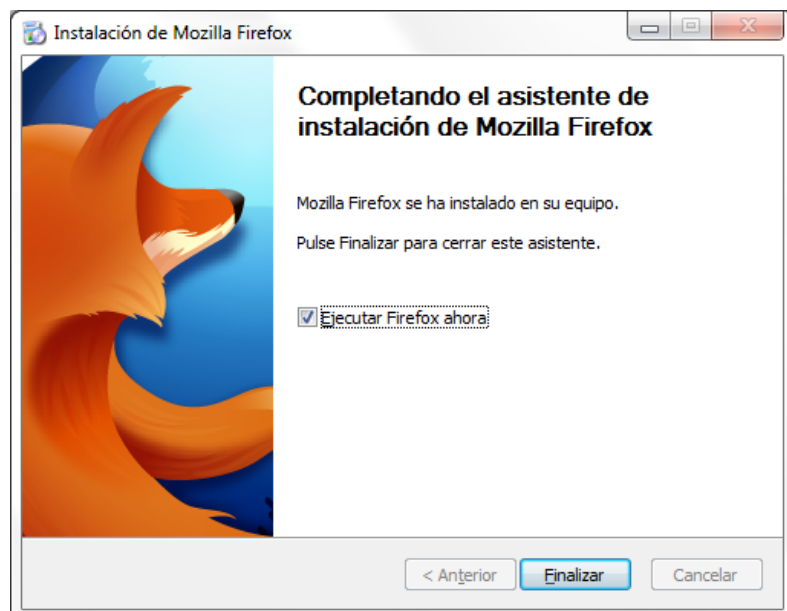 Instalación de Mozilla Firefox
Completando el asistente de
instalación de Mozilla Firefox
Mozilla Firefox se ha instalado en su equipo.
Pulse Finalizar para cerrar este asistente.
Ejecutar Firefox ahora
< Anterior
Finalizar
Cancelar